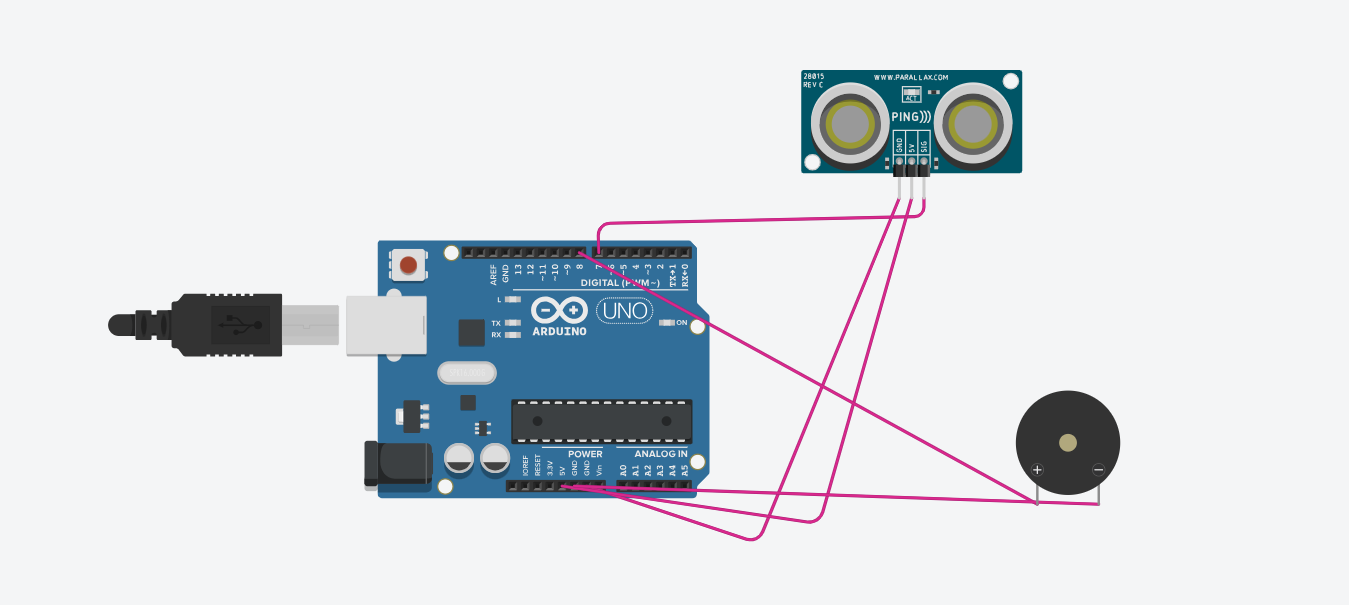 28015
REV C
WWW.PARALLAX.COM
ACT
PING)))
GND
5V
SIG
AREF
GND
13
12
~11
~10
~9
8
7
~6
~5
4
~3
2
TX→1
RX←0
DIGITAL (PWM~)
L
TX
RX
ARDUINO
UNO
ON
POWER
ANALOG IN
IOREF
RESET
3.3V
5V
GND
GND
Vin
A0
A1
A2
A3
A4
A5